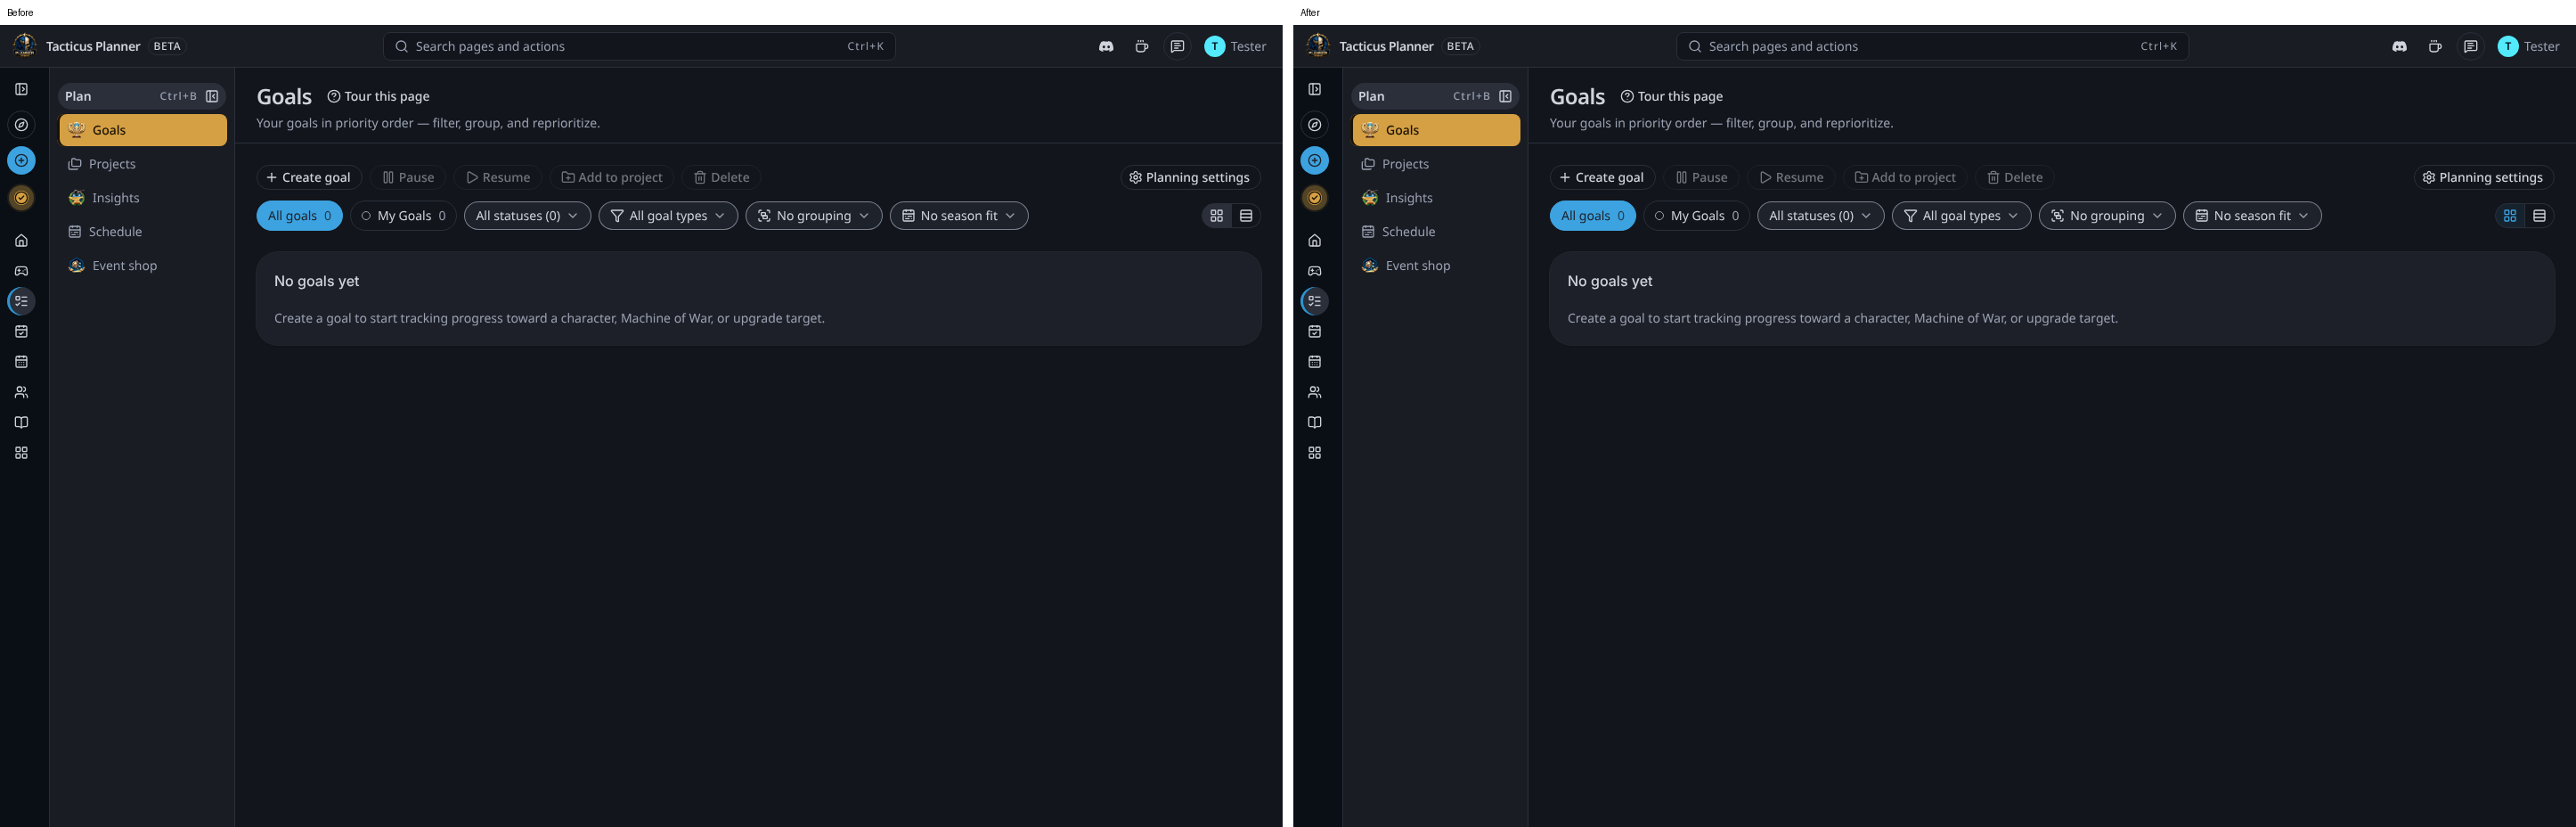 Before
Tacticus Planner BETA Search pages and actions Ctrl+K T Tester
Plan Ctrl+B
Goals
Projects
Insights
Schedule
Event shop
Goals Tour this page
Your goals in priority order — filter, group, and reprioritize.
Create goal Pause Resume Add to project Delete Planning settings
All goals 0 My Goals 0 All statuses (0) All goal types No grouping No season fit
No goals yet
Create a goal to start tracking progress toward a character, Machine of War, or upgrade target.
After
Tacticus Planner BETA Search pages and actions Ctrl+K T Tester
Plan Ctrl+B
Goals
Projects
Insights
Schedule
Event shop
Goals Tour this page
Your goals in priority order — filter, group, and reprioritize.
Create goal Pause Resume Add to project Delete Planning settings
All goals 0 My Goals 0 All statuses (0) All goal types No grouping No season fit
No goals yet
Create a goal to start tracking progress toward a character, Machine of War, or upgrade target.